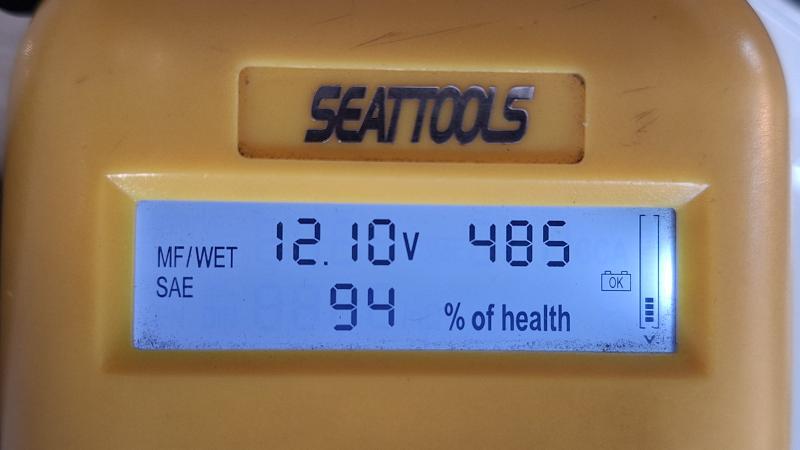 SEATTOOLS
MF/WET 12.10V 485
SAE
94 % of health
OK